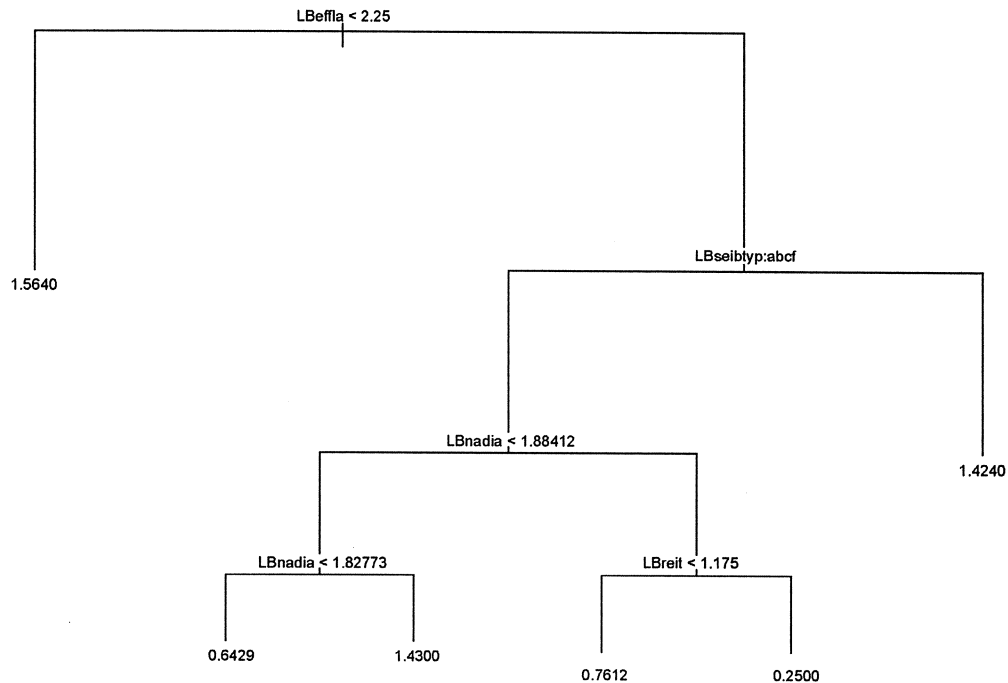 LBeffla < 2.25
LBseibtyp:abcf
1.5640
LBnadia < 1.88412
1.4240
LBnadia < 1.82773
LBreit < 1.175
0.6429
1.4300
0.7612
0.2500